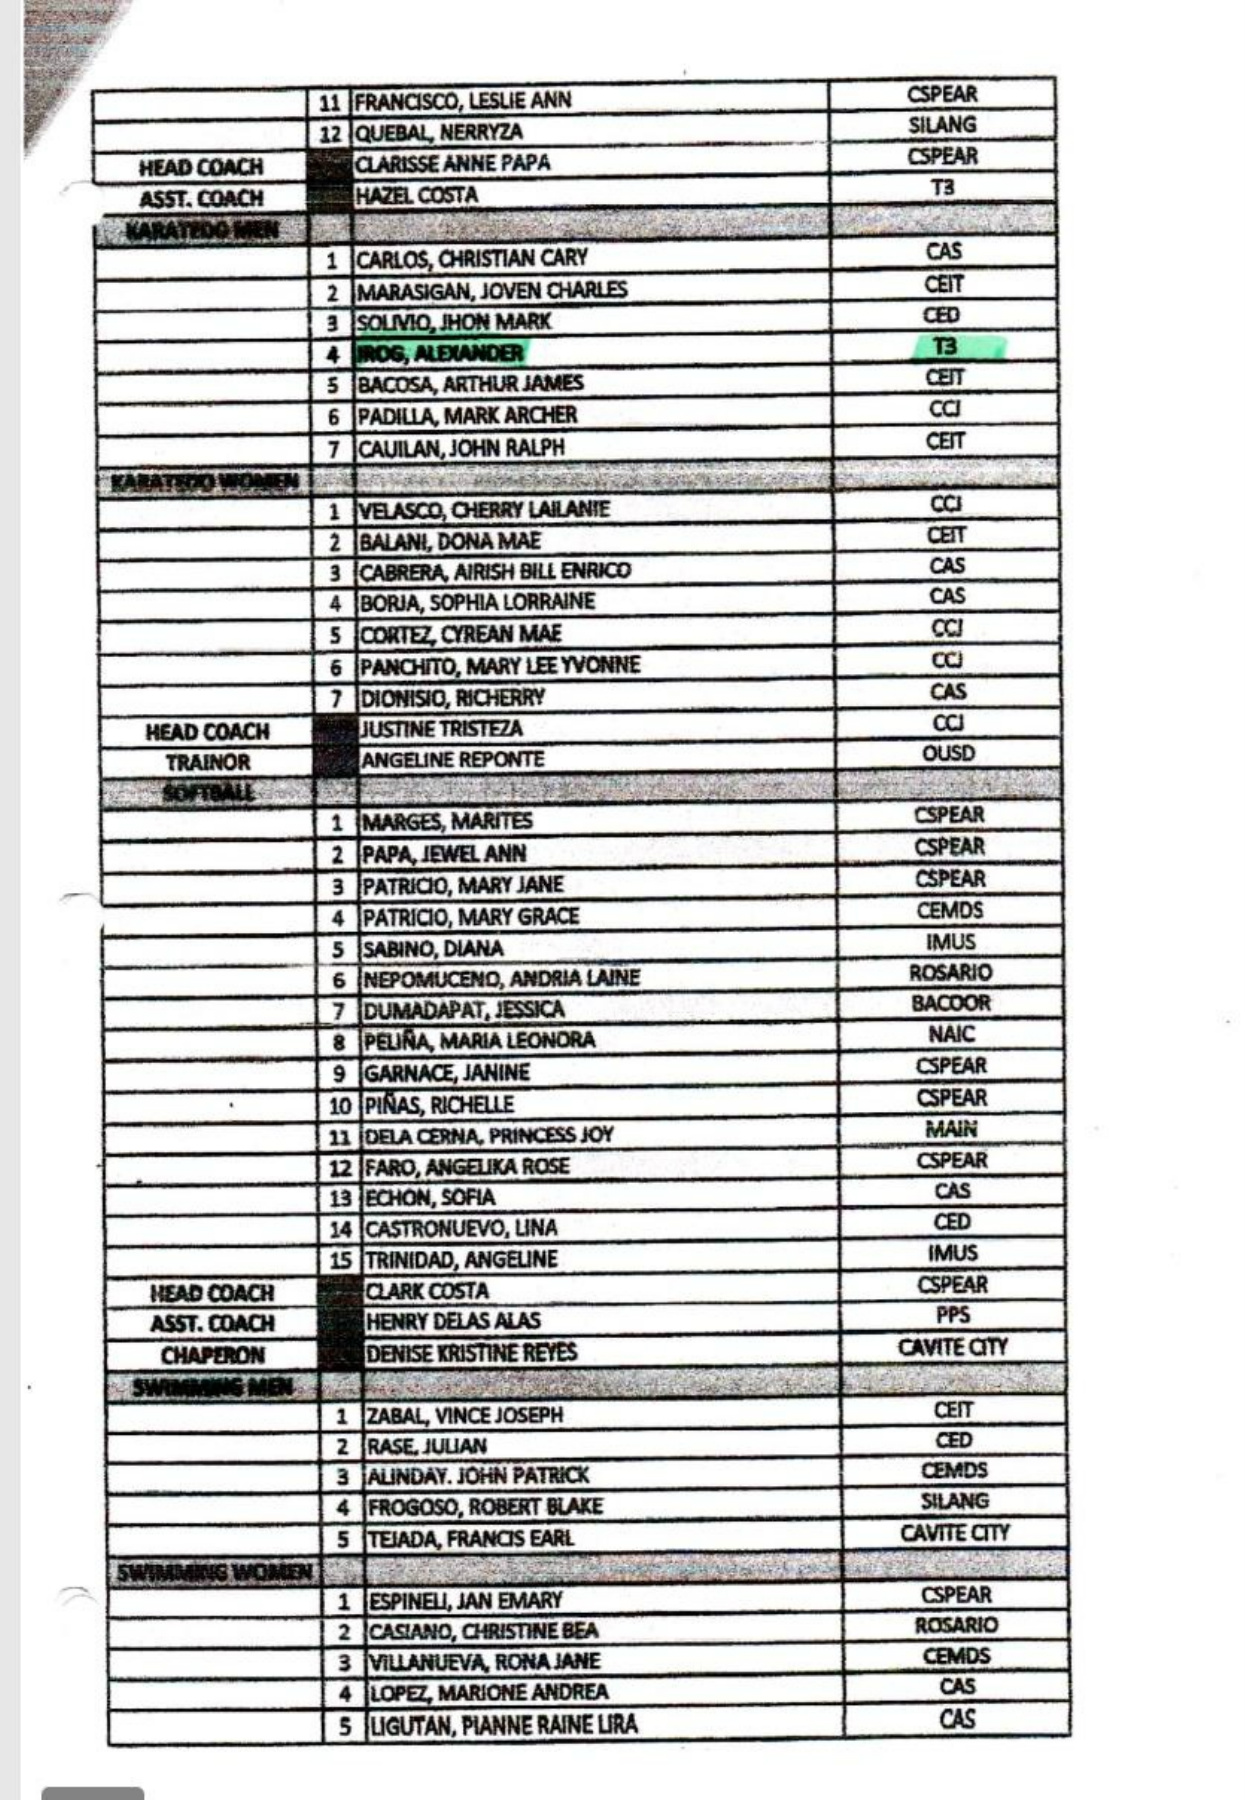 11 FRANCISCO, LESLIE ANN CSPEAR
12 QUEBAL, NERRYZA SILANG
HEAD COACH CLARISSE ANNE PAPA CSPEAR
ASST. COACH HAZEL COSTA T3
KARATEDO MEN
1 CARLOS, CHRISTIAN CARY CAS
2 MARASIGAN, JOVEN CHARLES CEIT
3 SOLIVIO, JHON MARK CED
4 IROG, ALEXANDER T3
5 BACOSA, ARTHUR JAMES CEIT
6 PADILLA, MARK ARCHER CCJ
7 CAUILAN, JOHN RALPH CEIT
KARATEDO WOMEN
1 VELASCO, CHERRY LAILANIE CCJ
2 BALANI, DONA MAE CEIT
3 CABRERA, AIRISH BILL ENRICO CAS
4 BORJA, SOPHIA LORRAINE CAS
5 CORTEZ, CYREAN MAE CCJ
6 PANCHITO, MARY LEE YVONNE CCJ
7 DIONISIO, RICHERRY CAS
HEAD COACH JUSTINE TRISTEZA CCJ
TRAINOR ANGELINE REPONTE OUSD
SOFTBALL
1 MARGES, MARITES CSPEAR
2 PAPA, JEWEL ANN CSPEAR
3 PATRICIO, MARY JANE CSPEAR
4 PATRICIO, MARY GRACE CEMDS
5 SABINO, DIANA IMUS
6 NEPOMUCENO, ANDRIA LAINE ROSARIO
7 DUMADAPAT, JESSICA BACOOR
8 PELIÑA, MARIA LEONORA NAIC
9 GARNACE, JANINE CSPEAR
10 PIÑAS, RICHELLE CSPEAR
11 DELA CERNA, PRINCESS JOY MAIN
12 FARO, ANGELIKA ROSE CSPEAR
13 ECHON, SOFIA CAS
14 CASTRONUEVO, LINA CED
15 TRINIDAD, ANGELINE IMUS
HEAD COACH CLARK COSTA CSPEAR
ASST. COACH HENRY DELAS ALAS PPS
CHAPERON DENISE KRISTINE REYES CAVITE CITY
SWIMMING MEN
1 ZABAL, VINCE JOSEPH CEIT
2 RASE, JULIAN CED
3 ALINDAY. JOHN PATRICK CEMDS
4 FROGOSO, ROBERT BLAKE SILANG
5 TEJADA, FRANCIS EARL CAVITE CITY
SWIMMING WOMEN
1 ESPINELI, JAN EMARY CSPEAR
2 CASIANO, CHRISTINE BEA ROSARIO
3 VILLANUEVA, RONA JANE CEMDS
4 LOPEZ, MARIONE ANDREA CAS
5 LIGUTAN, PIANNE RAINE LIRA CAS